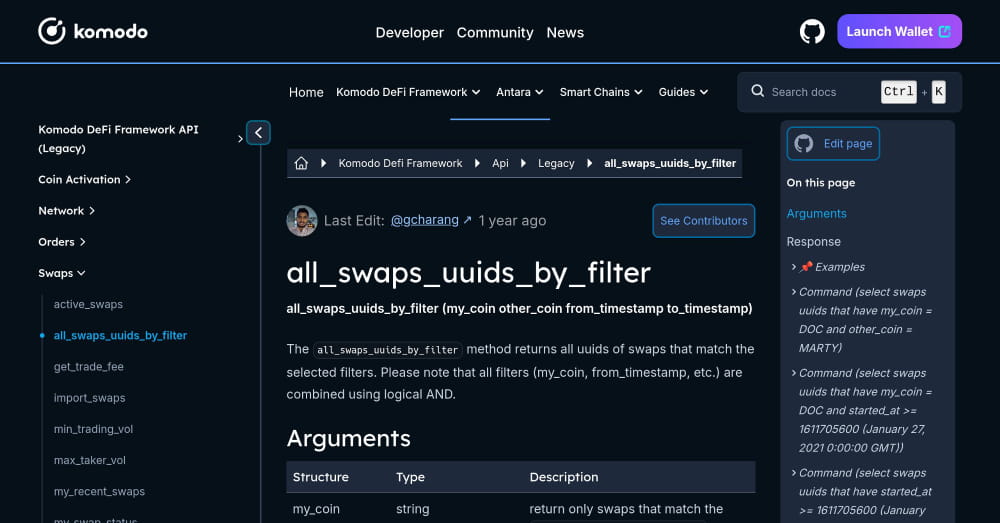 komodo
Developer Community News
Launch Wallet
Home Komodo DeFi Framework Antara Smart Chains Guides
Search docs Ctrl + K
Komodo DeFi Framework API
(Legacy)
Coin Activation
Network
Orders
Swaps
active_swaps
all_swaps_uuids_by_filter
get_trade_fee
import_swaps
min_trading_vol
max_taker_vol
my_recent_swaps
my_swap_status
Komodo Defi Framework Api Legacy all_swaps_uuids_by_filter
Last Edit: @gcharang ↗ 1 year ago
See Contributors
all_swaps_uuids_by_filter
all_swaps_uuids_by_filter (my_coin other_coin from_timestamp to_timestamp)
The all_swaps_uuids_by_filter method returns all uuids of swaps that match the
selected filters. Please note that all filters (my_coin, from_timestamp, etc.) are
combined using logical AND.
Arguments
Structure Type Description
my_coin string return only swaps that match the
Edit page
On this page
Arguments
Response
📌 Examples
Command (select swaps
uuids that have my_coin =
DOC and other_coin =
MARTY)
Command (select swaps
uuids that have my_coin =
DOC and started_at >=
1611705600 (January 27,
2021 0:00:00 GMT))
Command (select swaps
uuids that have started_at
>= 1611705600 (January